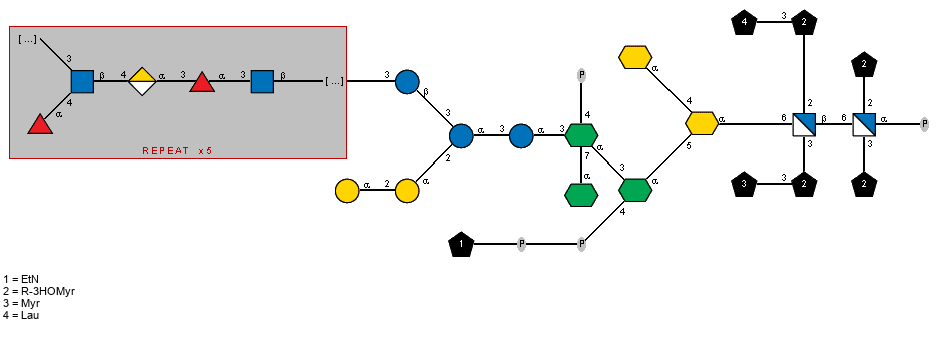 4 3 2
[ ... ]
3 α 2
P
β 4 α 3 α 3 β [ ... ] 3
β
4 4 2 2
α 3 4
α 3 α 3 α 6 β 6 α P
α
REPEAT x5 2 7 5 3 3
3
α 2 α α α 3 3 2 2
4
1 P P
1 = EtN
2 = R-3HOMyr
3 = Myr
4 = Lau